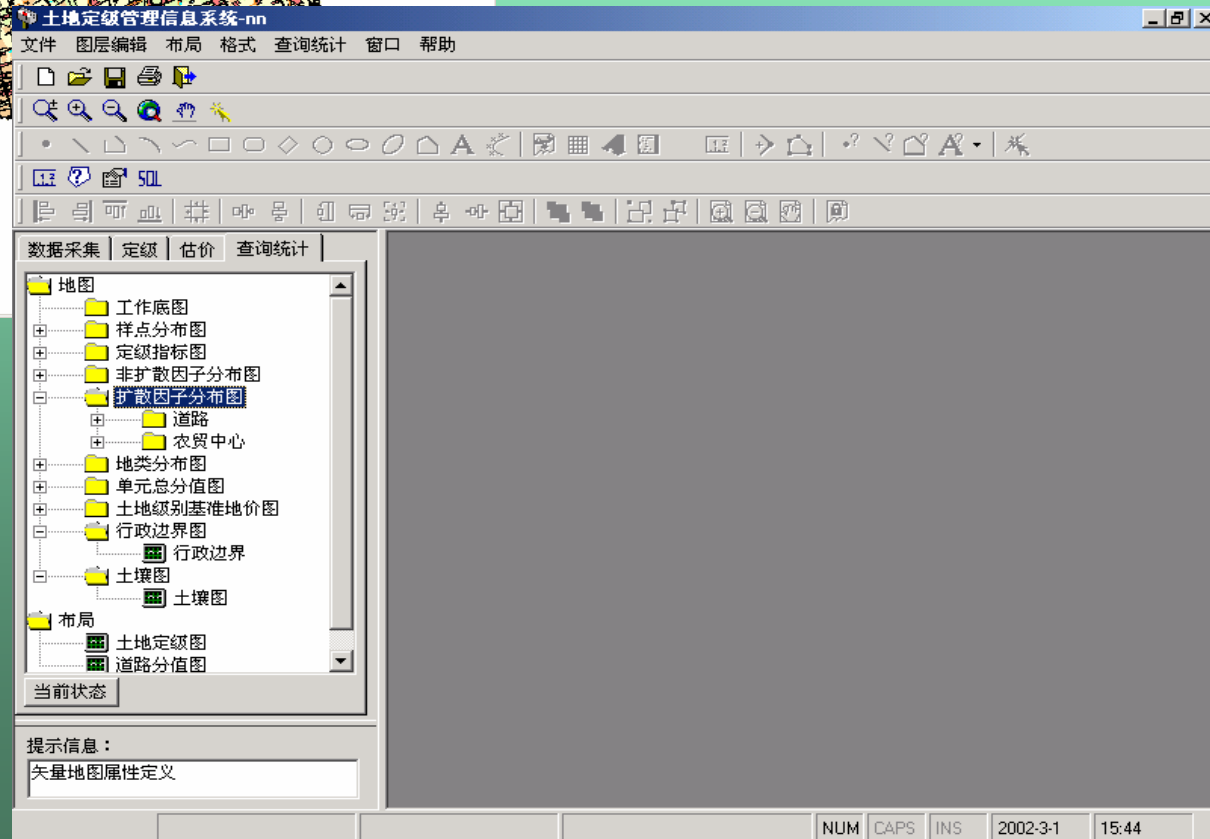 土地定级管理信息系统-nn
文件 图层编辑 布局 格式 查询统计 窗口 帮助
SQL
数据采集 定级 估价 查询统计
地图
工作底图
样点分布图
定级指标图
非扩散因子分布图
扩散因子分布图
道路
农贸中心
地类分布图
单元总分值图
土地级别基准地价图
行政边界图
行政边界
土壤图
土壤图
布局
土地定级图
道路分值图
当前状态
提示信息：
矢量地图属性定义
NUM CAPS INS 2002-3-1 15:44